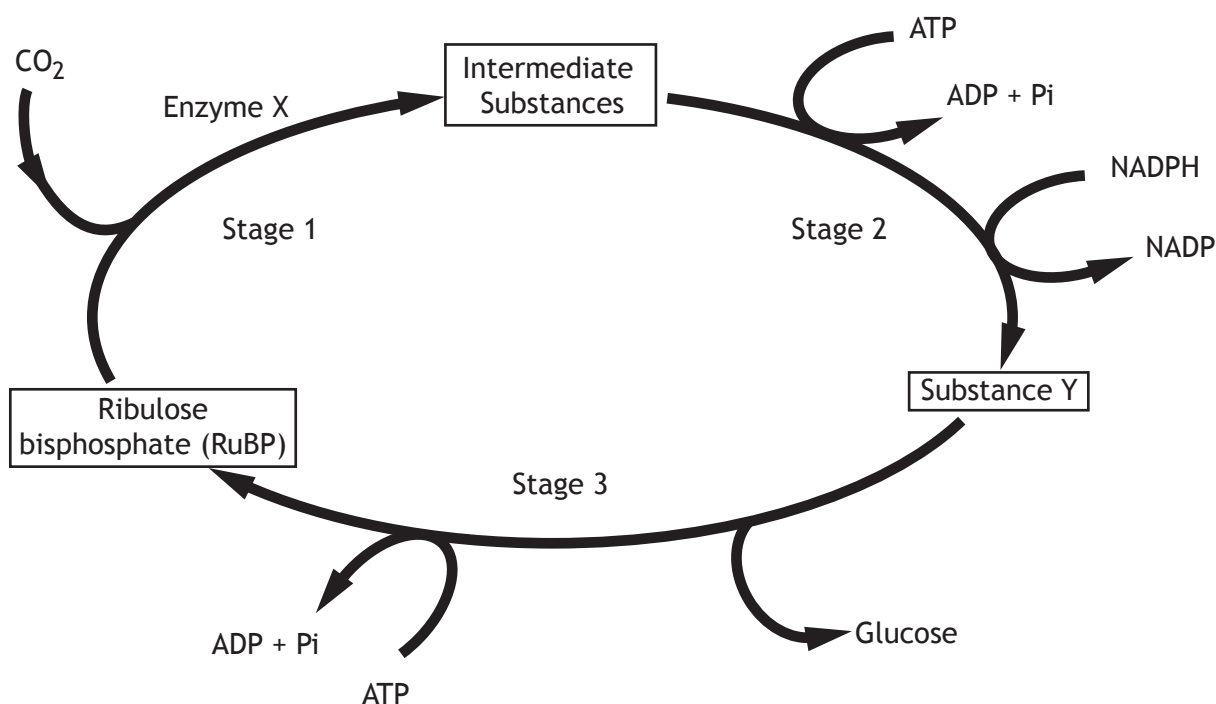 CO2
Enzyme X
Intermediate
Substances
ATP
ADP + Pi
NADPH
NADP
Stage 1
Stage 2
Substance Y
Ribulose
bisphosphate (RuBP)
Stage 3
ADP + Pi
ATP
Glucose